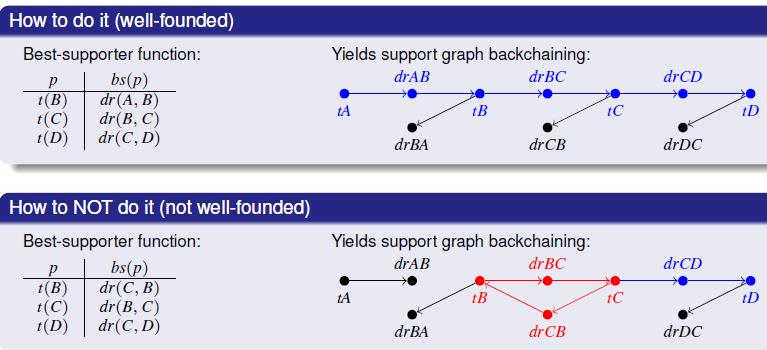 How to do it (well-founded)
Best-supporter function:
p bs(p)
t(B) dr(A, B)
t(C) dr(B, C)
t(D) dr(C, D)
Yields support graph backchaining:
drAB drBC drCD
tA tB tC tD
drBA drCB drDC
How to NOT do it (not well-founded)
Best-supporter function:
p bs(p)
t(B) dr(C, B)
t(C) dr(B, C)
t(D) dr(C, D)
Yields support graph backchaining:
drAB drBC drCD
tA tB tC tD
drBA drCB drDC